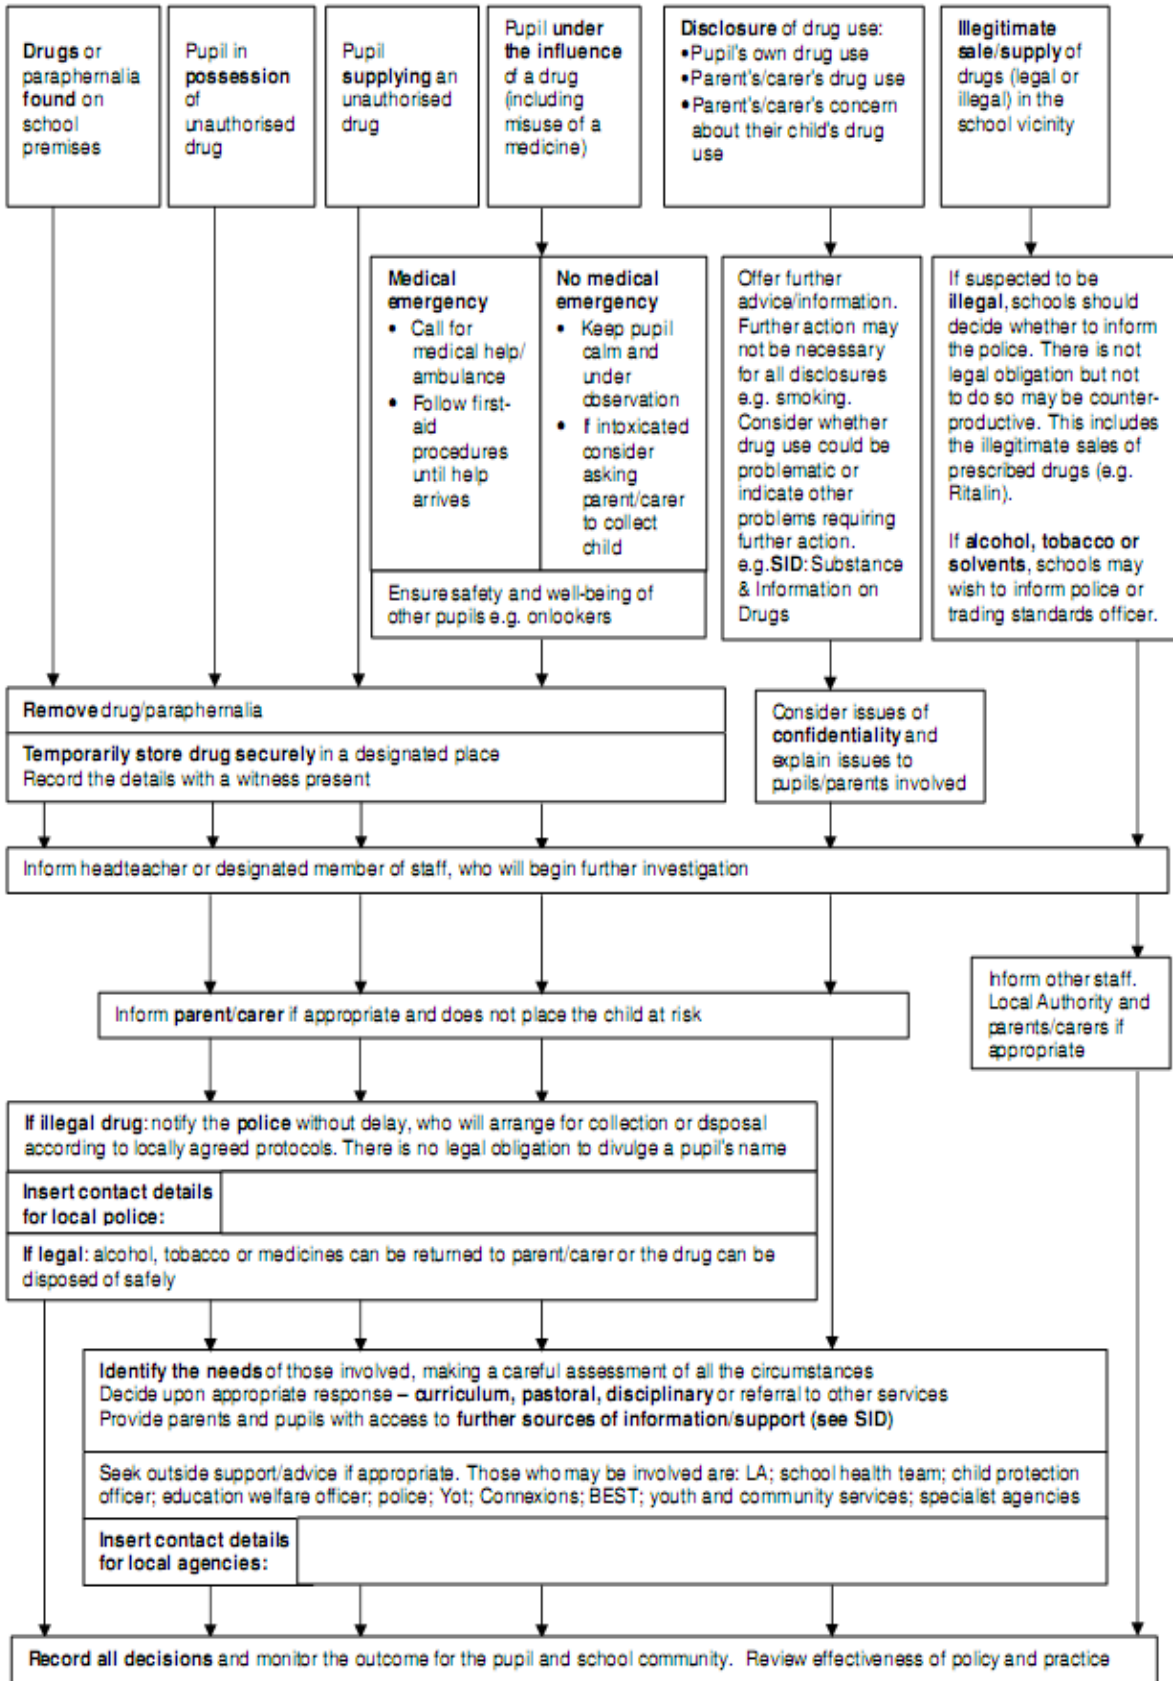 Drugs or
paraphernalia
found on
school
premises
Pupil in
possession
of
unauthorised
drug
Pupil
supplying an
unauthorised
drug
Pupil under
the influence
of a drug
(including
misuse of a
medicine)
Disclosure of drug use:
•Pupil's own drug use
•Parent's/carer's drug use
•Parent's/carer's concern
about their child's drug
use
Illegitimate
sale/supply of
drugs (legal or
illegal) in the
school vicinity
Medical
emergency
• Call for
medical help/
ambulance
• Follow first-
aid
procedures
until help
arrives
No medical
emergency
• Keep pupil
calm and
under
observation
• If intoxicated
consider
asking
parent/carer
to collect
child
Ensure safety and well-being of
other pupils e.g. onlookers
Offer further
advice/information.
Further action may
not be necessary
for all disclosures
e.g. smoking.
Consider whether
drug use could be
problematic or
indicate other
problems requiring
further action.
e.g.SID: Substance
& Information on
Drugs
If suspected to be
illegal, schools should
decide whether to inform
the police. There is not
legal obligation but not
to do so may be counter-
productive. This includes
the illegitimate sales of
prescribed drugs (e.g.
Ritalin).
If alcohol, tobacco or
solvents, schools may
wish to inform police or
trading standards officer.
Remove drug/paraphernalia
Temporarily store drug securely in a designated place
Record the details with a witness present
Consider issues of
confidentiality and
explain issues to
pupils/parents involved
Inform headteacher or designated member of staff, who will begin further investigation
Inform parent/carer if appropriate and does not place the child at risk
Inform other staff.
Local Authority and
parents/carers if
appropriate
If illegal drug: notify the police without delay, who will arrange for collection or disposal
according to locally agreed protocols. There is no legal obligation to divulge a pupil's name
Insert contact details
for local police:
If legal: alcohol, tobacco or medicines can be returned to parent/carer or the drug can be
disposed of safely
Identify the needs of those involved, making a careful assessment of all the circumstances
Decide upon appropriate response – curriculum, pastoral, disciplinary or referral to other services
Provide parents and pupils with access to further sources of information/support (see SID)
Seek outside support/advice if appropriate. Those who may be involved are: LA; school health team; child protection
officer; education welfare officer; police; Yot; Connexions; BEST; youth and community services; specialist agencies
Insert contact details
for local agencies:
Record all decisions and monitor the outcome for the pupil and school community. Review effectiveness of policy and practice